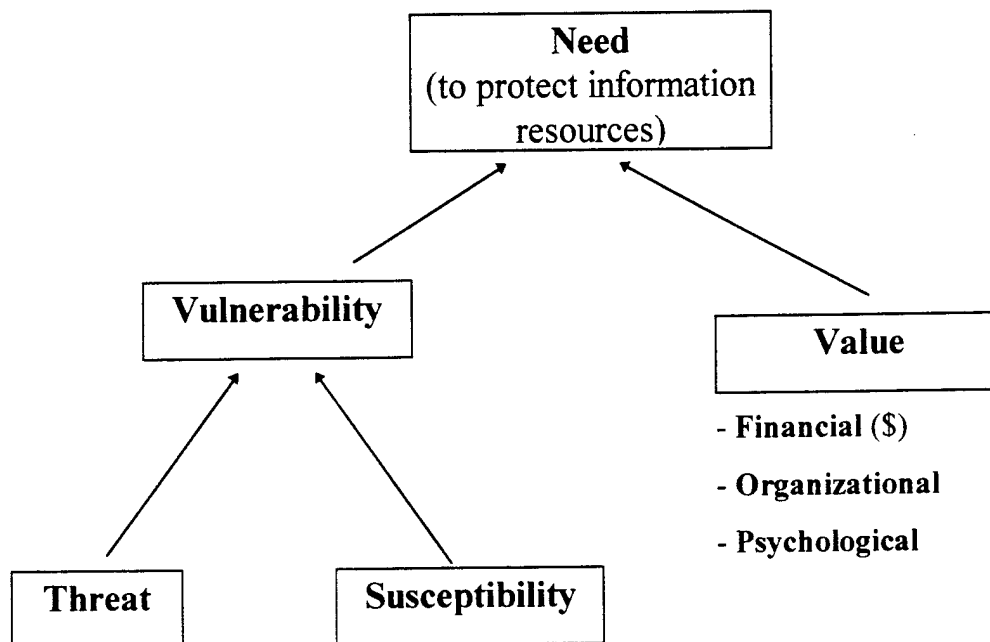 Need
(to protect information
resources)
Vulnerability
Value
- Financial ($)
- Organizational
- Psychological
Threat
Susceptibility